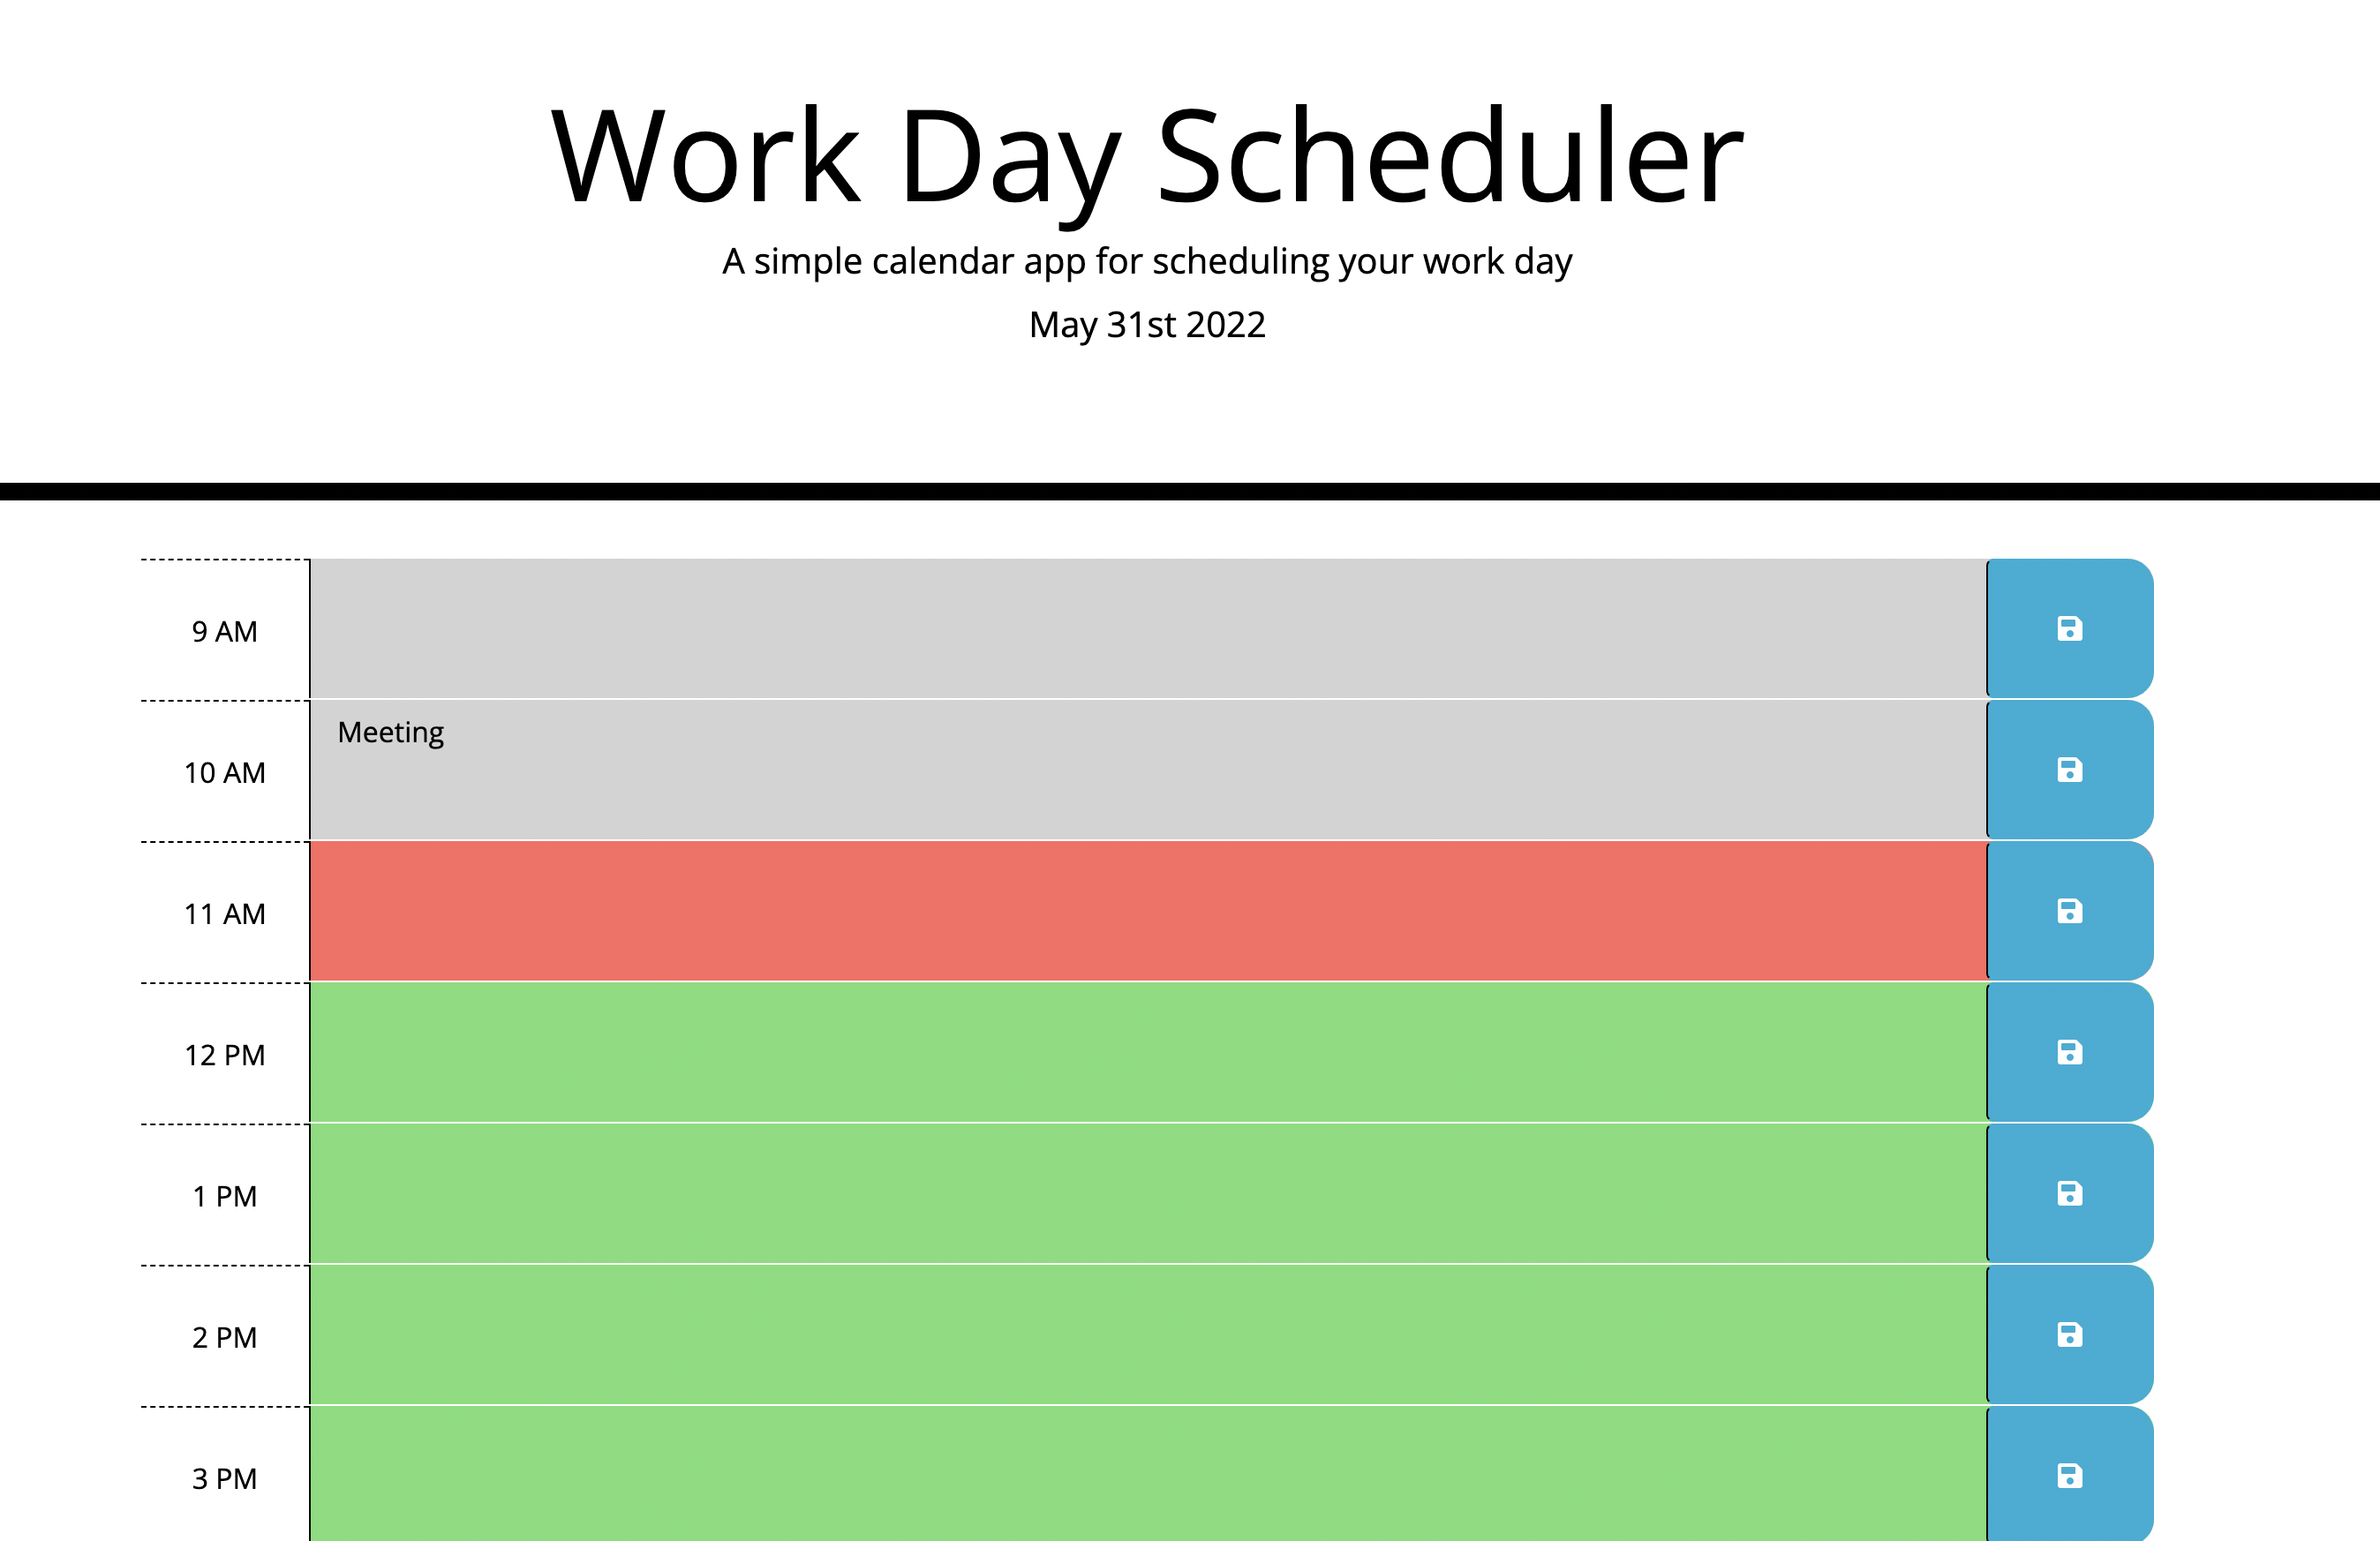 Work Day Scheduler
A simple calendar app for scheduling your work day
May 31st 2022
9 AM
10 AM
Meeting
11 AM
12 PM
1 PM
2 PM
3 PM